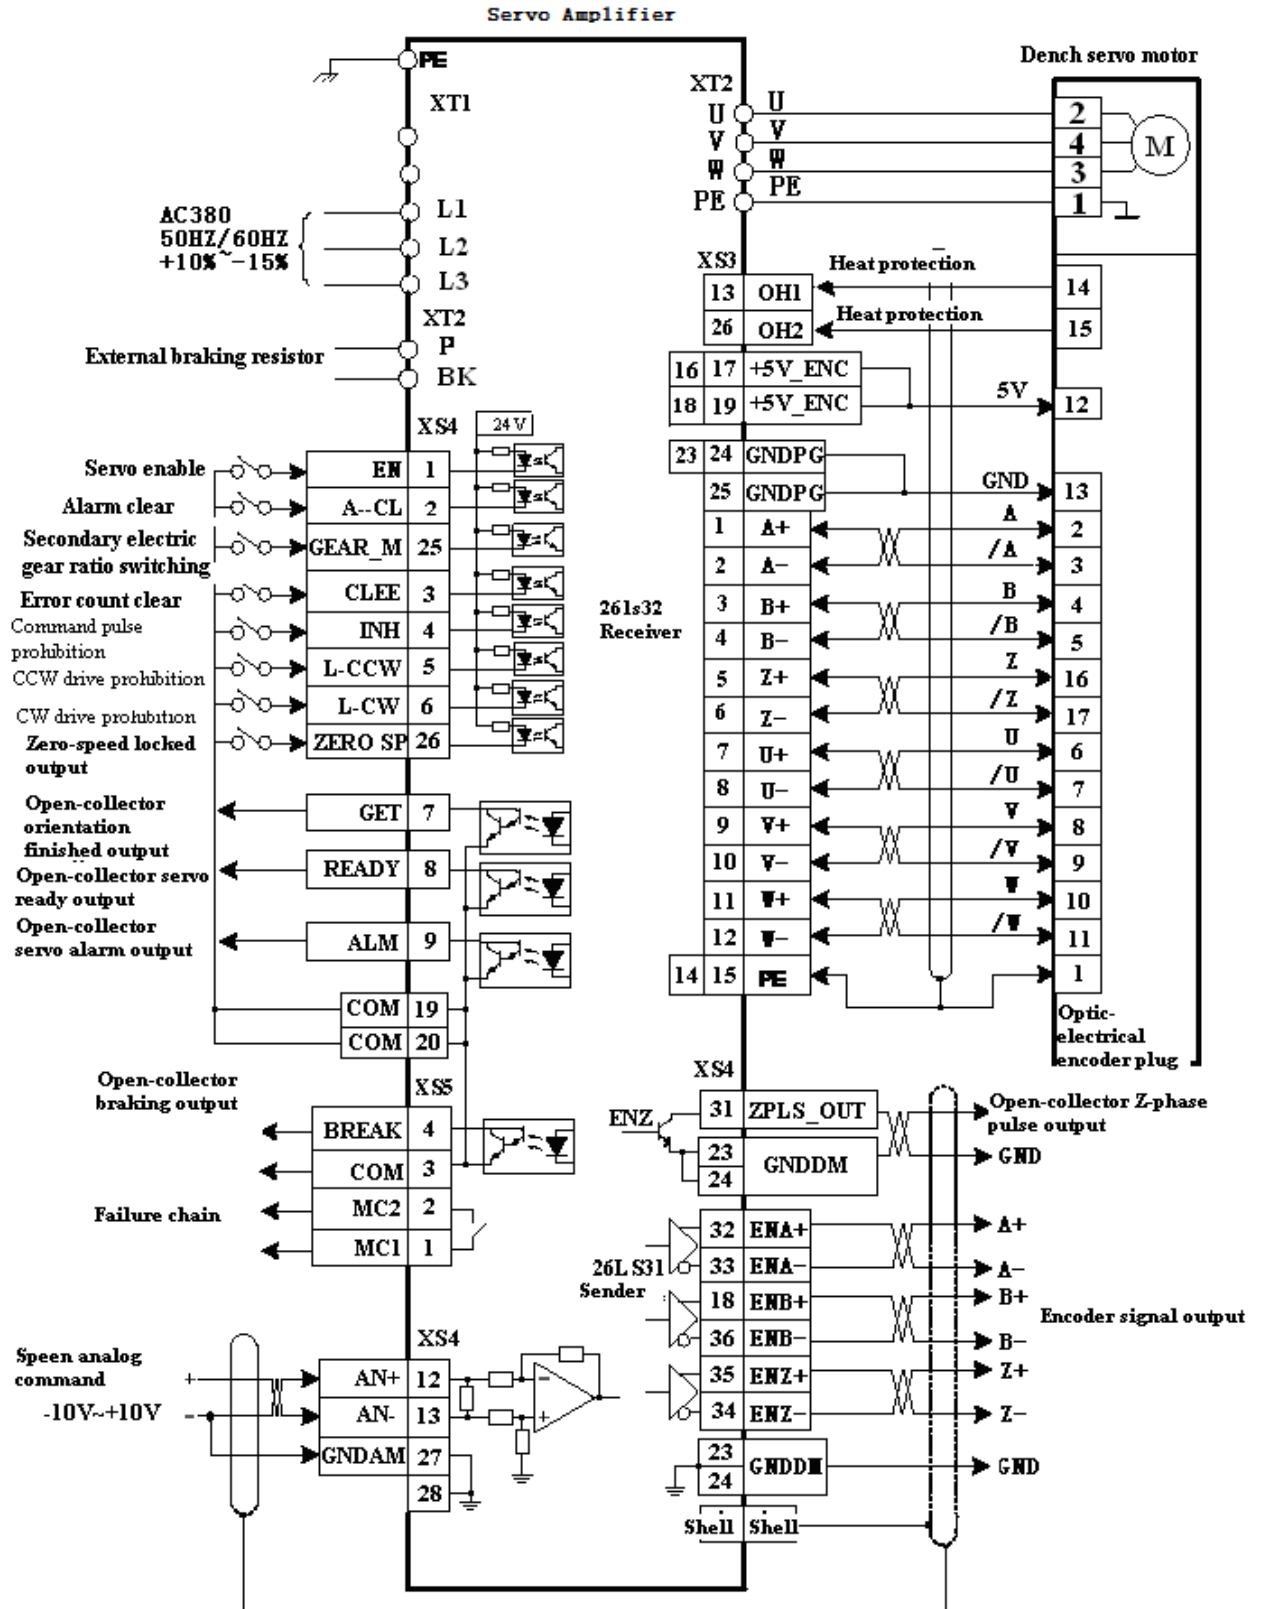 Servo Amplifier
PE
XT1
AC380
50HZ/60HZ
+10%~-15%
L1
L2
L3
XT2
External braking resistor
P
BK
XS4
24V
Servo enable
EN 1
Alarm clear
A--CL 2
Secondary electric
gear ratio switching
GEAR_M 25
Error count clear
CLEE 3
Command pulse
prohibition
INH 4
CCW drive prohibition
L-CCW 5
CW drive prohibition
L-CW 6
Zero-speed locked
output
ZERO SP 26
Open-collector
orientation
finished output
GET 7
Open-collector servo
ready output
READY 8
Open-collector
servo alarm output
ALM 9
COM 19
COM 20
XS5
Open-collector
braking output
BREAK 4
COM 3
Failure chain
MC2 2
MC1 1
XS4
Speen analog
command
-10V~+10V
+
-
AN+ 12
AN- 13
GNDAM 27
28
-
+
Dench servo motor
XT2
U U 2
V V 4
W W 3
PE PE 1
M
XS3
13 OH1 Heat protection 14
26 OH2 Heat protection 15
16 17 +5V_ENC
18 19 +5V_ENC 5V 12
23 24 GNDPG
25 GNDPG GND 13
1 A+ A 2
2 A- /A 3
3 B+ B 4
261s32
Receiver
4 B- /B 5
5 Z+ Z 16
6 Z- /Z 17
7 U+ U 6
8 U- /U 7
9 V+ V 8
10 V- /V 9
11 W+ W 10
12 W- /W 11
14 15 PE 1
Optic-
electrical
encoder plug
XS4
ENZ
31 ZPLS_OUT
Open-collector Z-phase
pulse output
23
24
GNDDM GND
32 ENA+ A+
33 ENA- A-
26LS31
Sender
18 ENB+ B+
36 ENB- B-
Encoder signal output
35 ENZ+ Z+
34 ENZ- Z-
23
24
GNDDM GND
Shell Shell